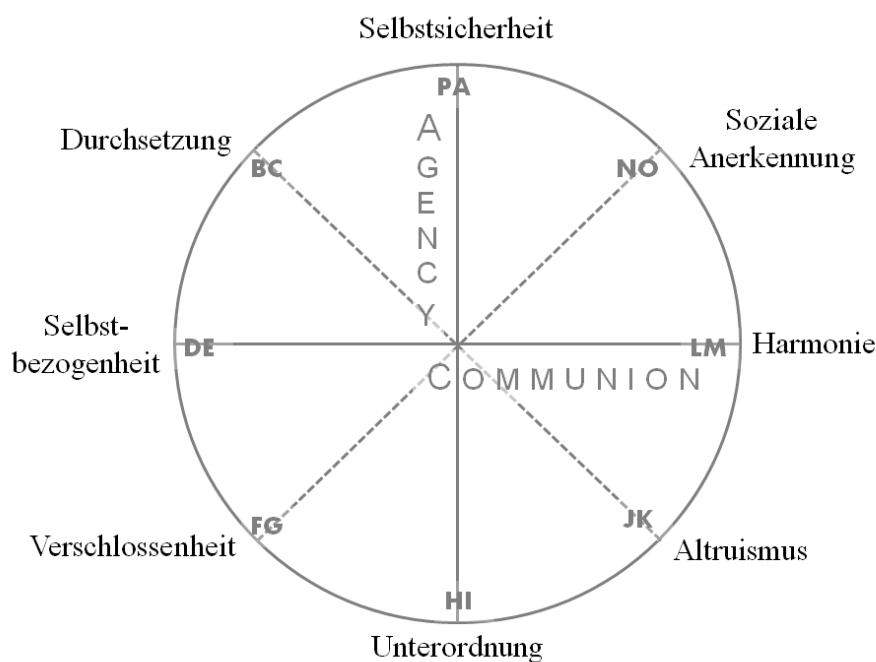 Selbstsicherheit
PA
AGENCY
Durchsetzung
BC
Soziale
Anerkennung
NO
Selbst-
bezogenheit
DE
LM
Harmonie
COMMUNION
Verschlossenheit
FG
JK
Altruismus
HI
Unterordnung